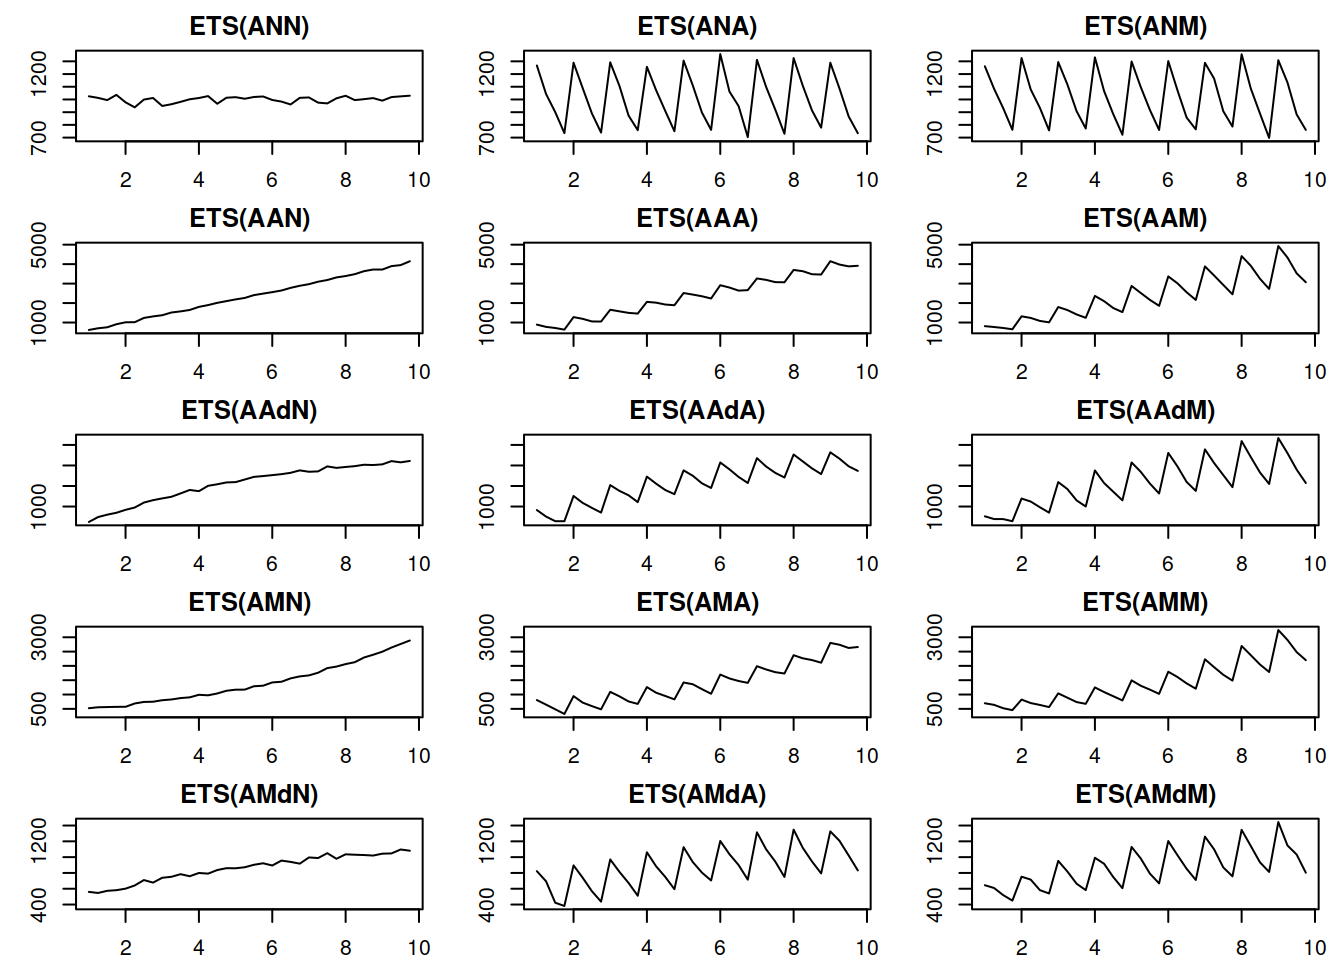 ETS(ANN) ETS(ANA) ETS(ANM)
700 1200 700 1200 700 1200
2 4 6 8 10 2 4 6 8 10 2 4 6 8 10
ETS(AAN) ETS(AAA) ETS(AAM)
1000 5000 1000 5000 1000 5000
2 4 6 8 10 2 4 6 8 10 2 4 6 8 10
ETS(AAdN) ETS(AAdA) ETS(AAdM)
1000 1000 1000
2 4 6 8 10 2 4 6 8 10 2 4 6 8 10
ETS(AMN) ETS(AMA) ETS(AMM)
500 3000 500 3000 500 3000
2 4 6 8 10 2 4 6 8 10 2 4 6 8 10
ETS(AMdN) ETS(AMdA) ETS(AMdM)
400 1200 400 1200 400 1200
2 4 6 8 10 2 4 6 8 10 2 4 6 8 10